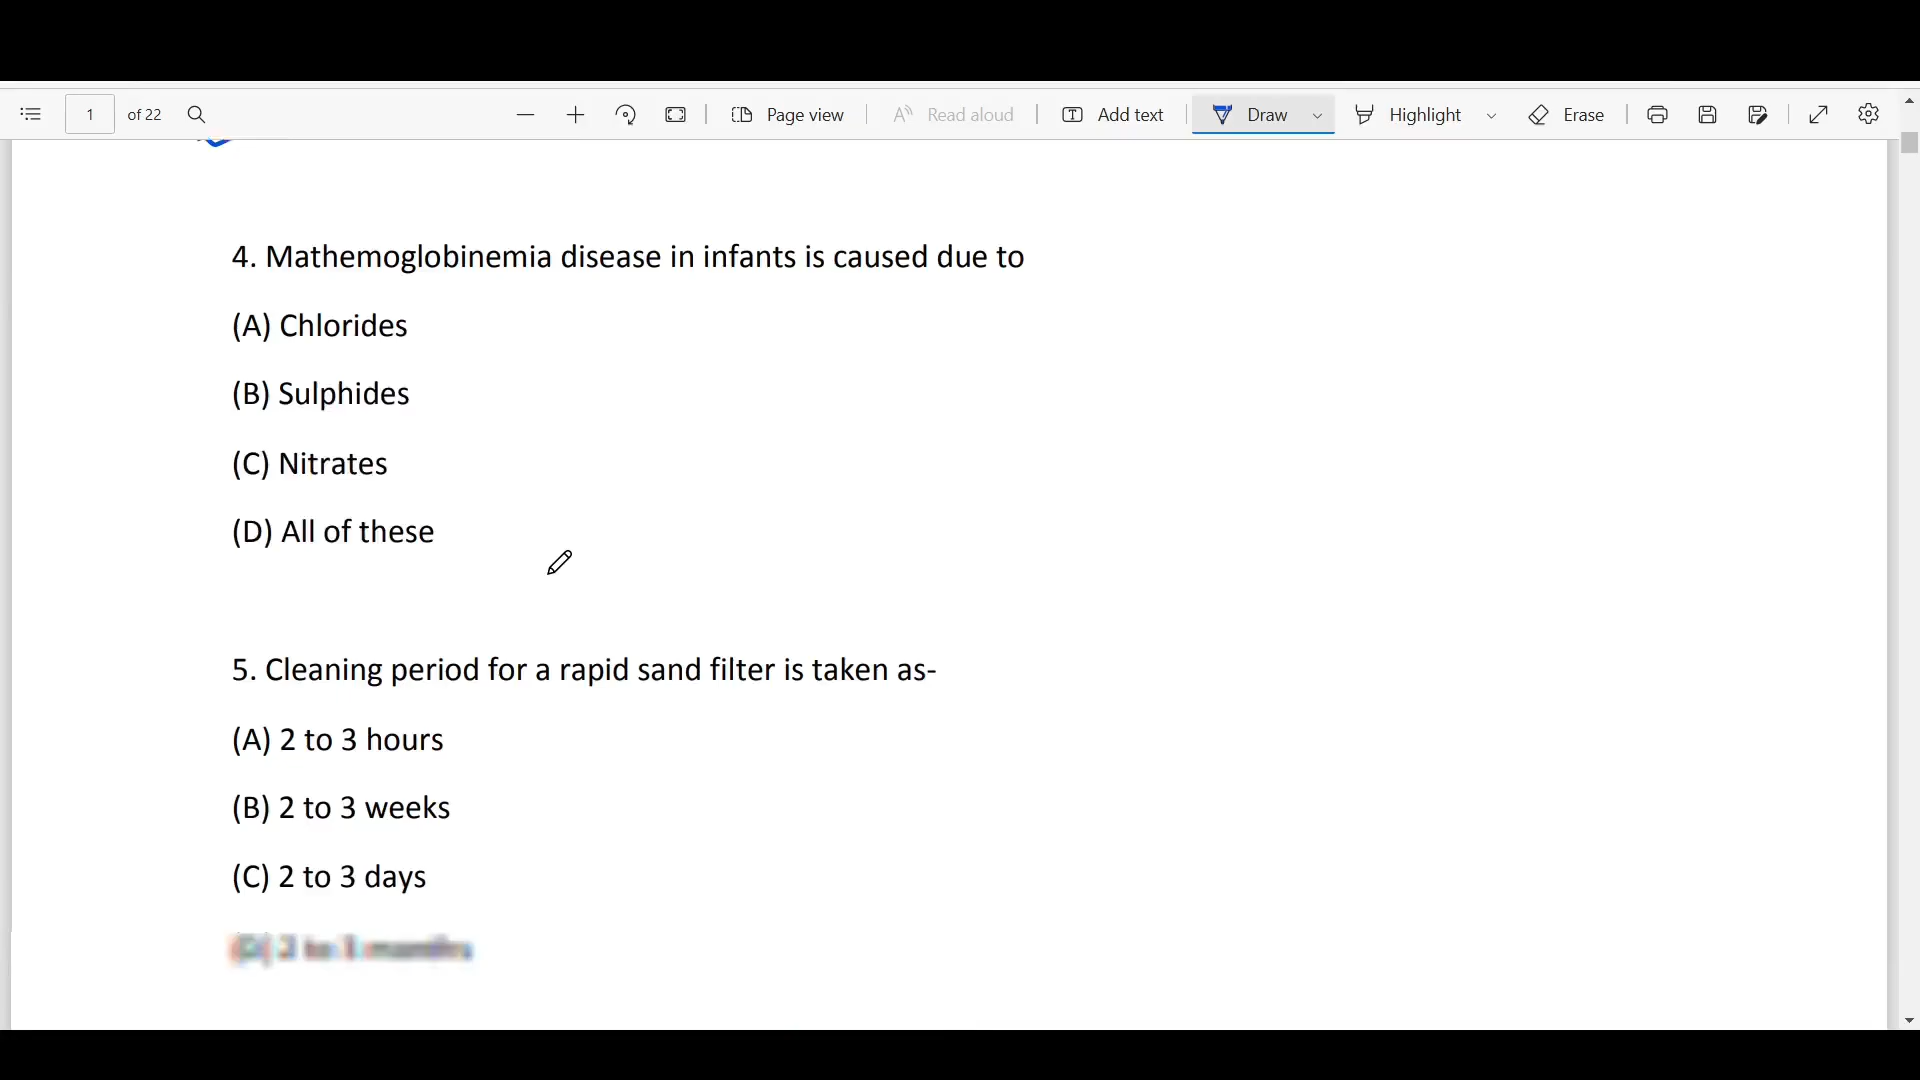 1 of 22 Page view Read aloud Add text Draw Highlight Erase
4. Mathemoglobinemia disease in infants is caused due to
(A) Chlorides
(B) Sulphides
(C) Nitrates
(D) All of these
5. Cleaning period for a rapid sand filter is taken as-
(A) 2 to 3 hours
(B) 2 to 3 weeks
(C) 2 to 3 days